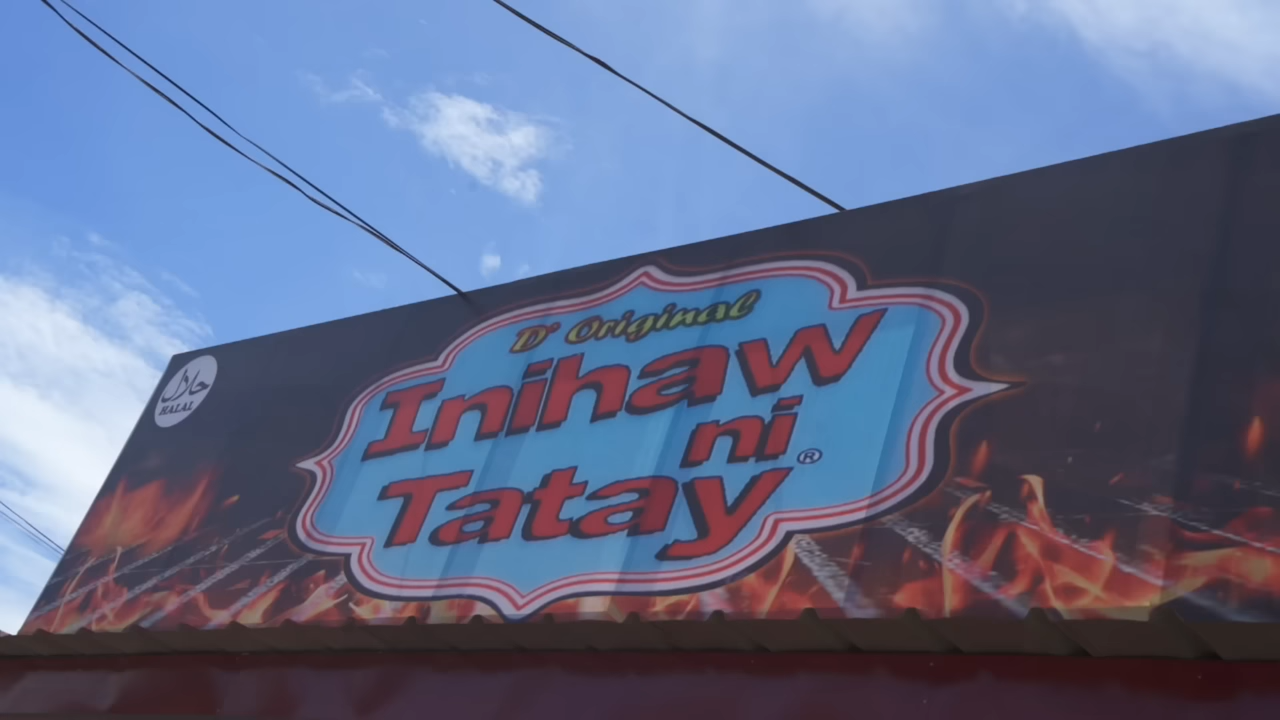 حلال
HALAL
D' Original
Inihaw
ni
Tatay®